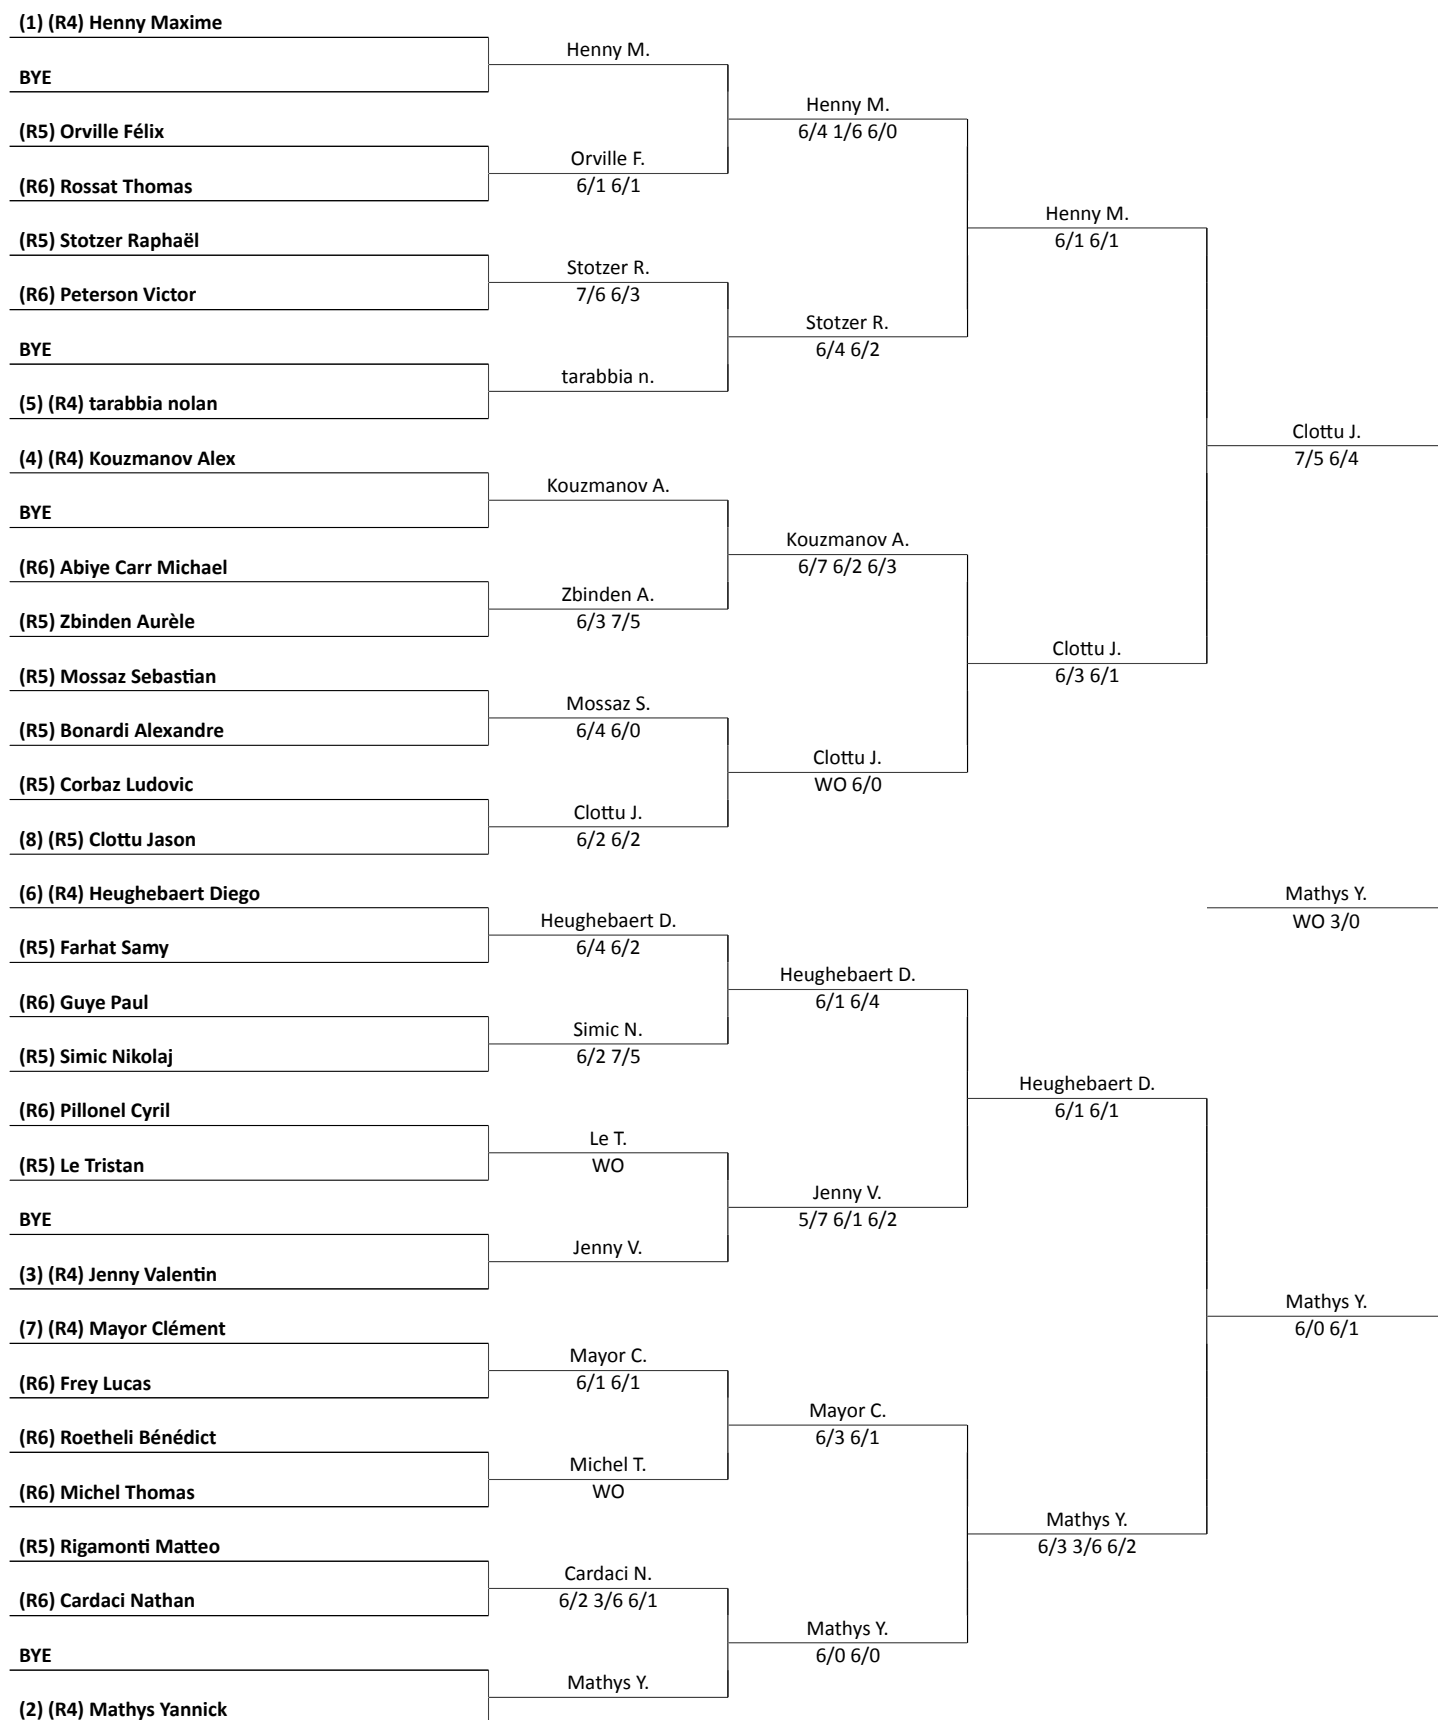 (1) (R4) Henny Maxime
Henny M.
BYE
Henny M.
6/4 1/6 6/0
(R5) Orville Félix
Orville F.
6/1 6/1
(R6) Rossat Thomas
Henny M.
6/1 6/1
(R5) Stotzer Raphaël
Stotzer R.
7/6 6/3
(R6) Peterson Victor
Stotzer R.
6/4 6/2
BYE
tarabbia n.
(5) (R4) tarabbia nolan
Clottu J.
7/5 6/4
(4) (R4) Kouzmanov Alex
Kouzmanov A.
BYE
Kouzmanov A.
6/7 6/2 6/3
(R6) Abiye Carr Michael
Zbinden A.
6/3 7/5
(R5) Zbinden Aurèle
Clottu J.
6/3 6/1
(R5) Mossaz Sebastian
Mossaz S.
6/4 6/0
(R5) Bonardi Alexandre
Clottu J.
WO 6/0
(R5) Corbaz Ludovic
Clottu J.
6/2 6/2
(8) (R5) Clottu Jason
(6) (R4) Heughebaert Diego
Mathys Y.
WO 3/0
Heughebaert D.
6/4 6/2
(R5) Farhat Samy
Heughebaert D.
6/1 6/4
(R6) Guye Paul
Simic N.
6/2 7/5
(R5) Simic Nikolaj
Heughebaert D.
6/1 6/1
(R6) Pillonel Cyril
Le T.
WO
(R5) Le Tristan
Jenny V.
5/7 6/1 6/2
BYE
Jenny V.
(3) (R4) Jenny Valentin
Mathys Y.
6/0 6/1
(7) (R4) Mayor Clément
Mayor C.
6/1 6/1
(R6) Frey Lucas
Mayor C.
6/3 6/1
(R6) Roetheli Bénédict
Michel T.
WO
(R6) Michel Thomas
Mathys Y.
6/3 3/6 6/2
(R5) Rigamonti Matteo
Cardaci N.
6/2 3/6 6/1
(R6) Cardaci Nathan
Mathys Y.
6/0 6/0
BYE
Mathys Y.
(2) (R4) Mathys Yannick